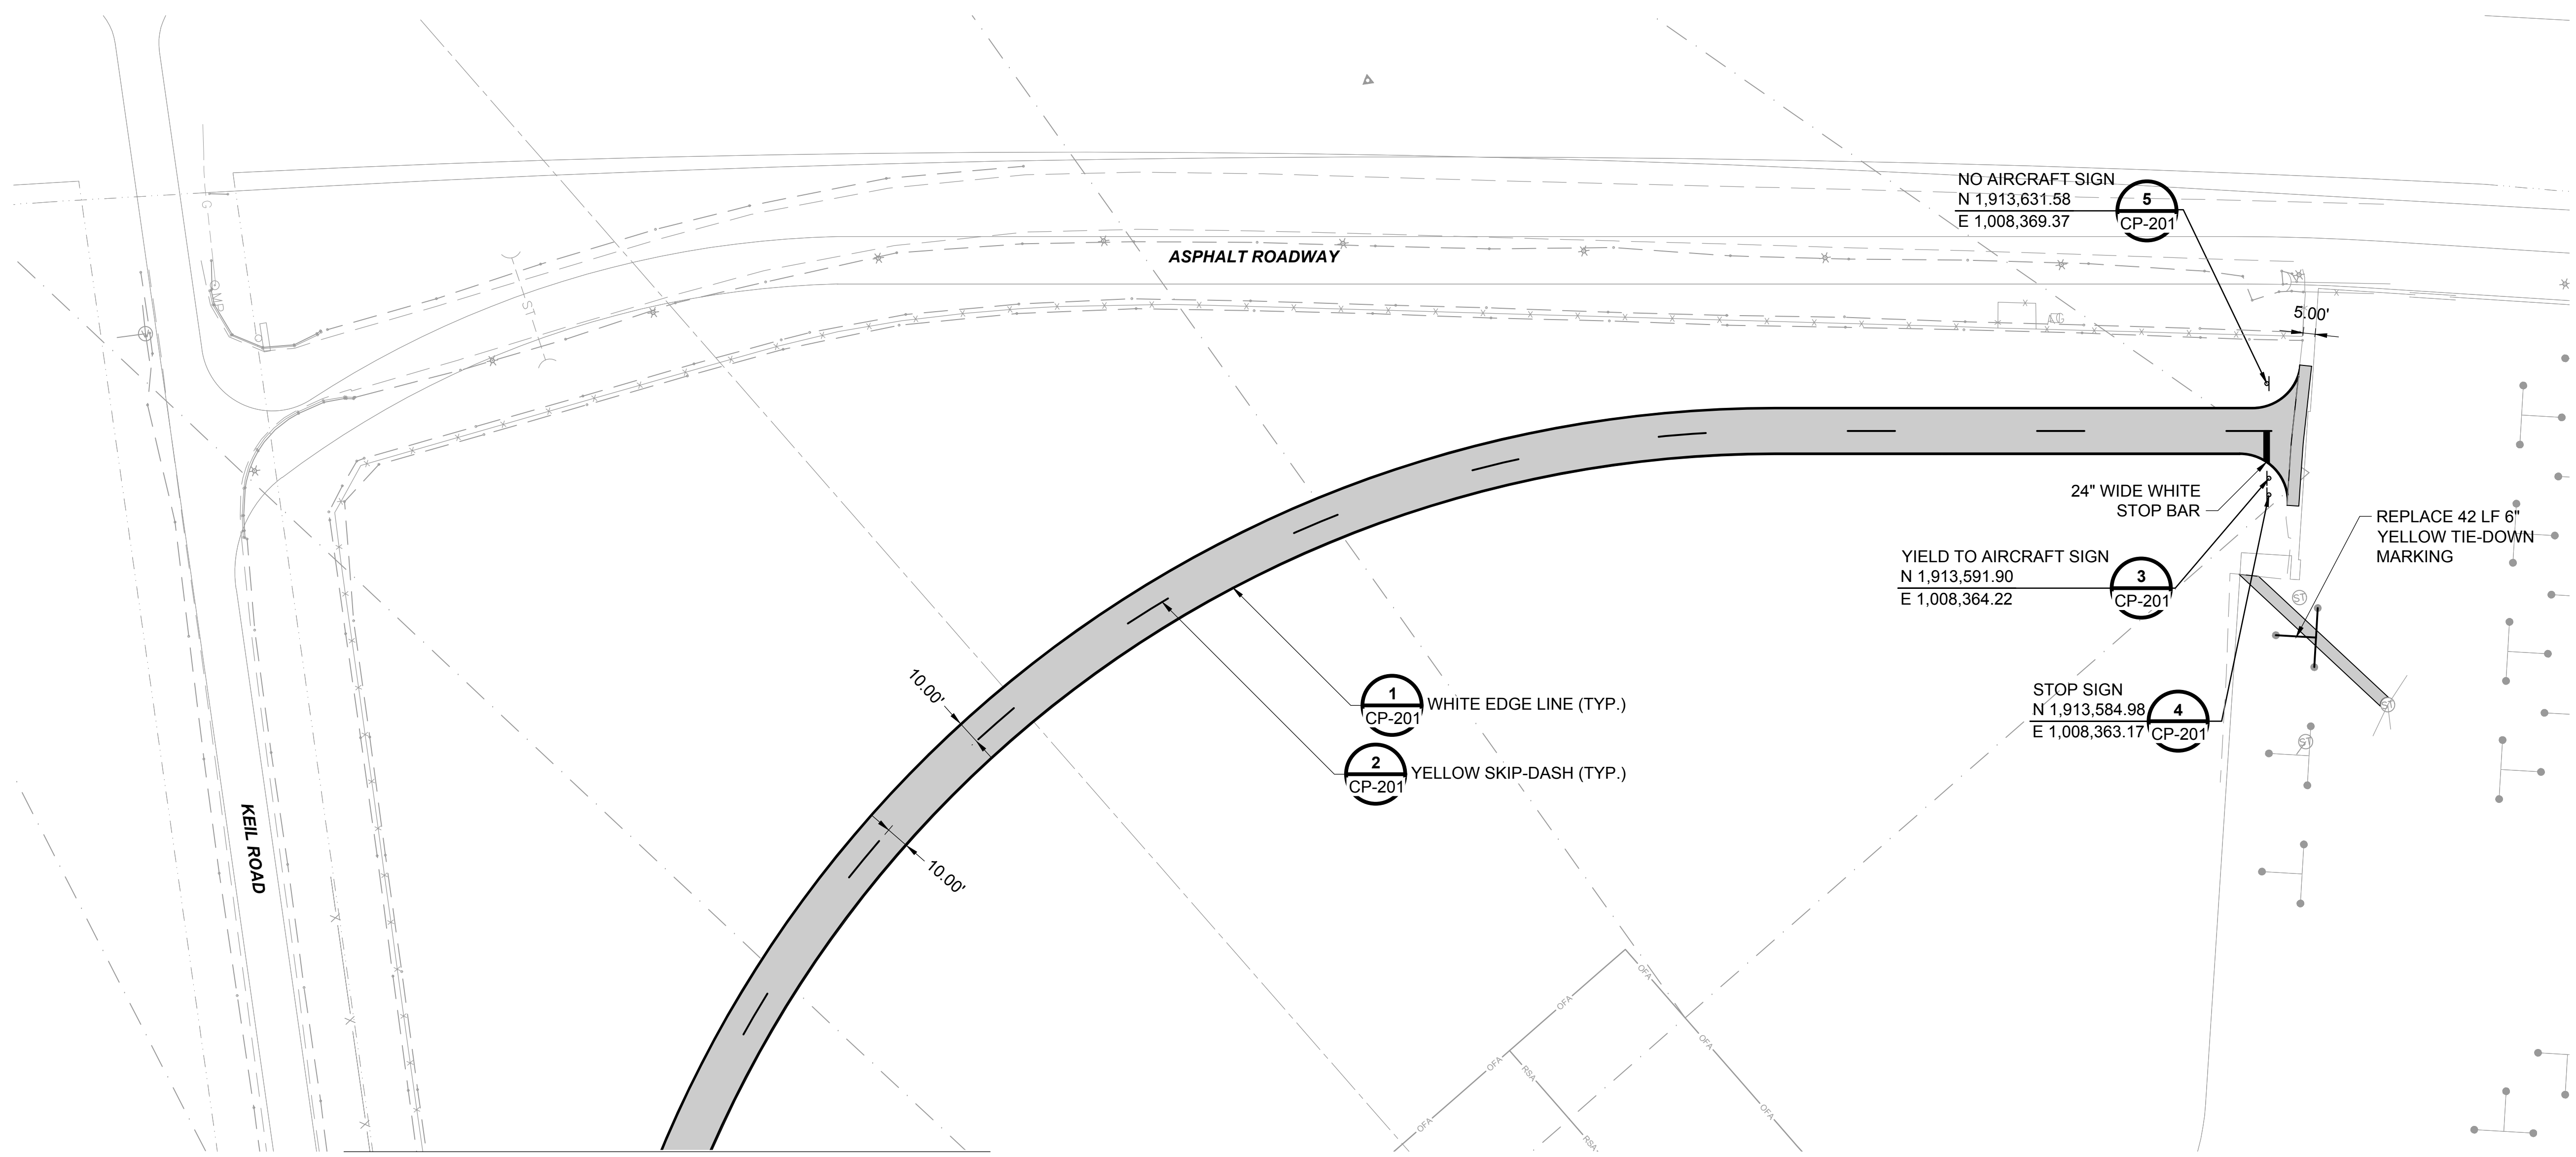 NO AIRCRAFT SIGN
N 1,913,631.58
E 1,008,369.37
5
CP-201
ASPHALT ROADWAY
G
ST
5.00'
24" WIDE WHITE
STOP BAR
REPLACE 42 LF 6"
YELLOW TIE-DOWN
MARKING
YIELD TO AIRCRAFT SIGN
N 1,913,591.90
E 1,008,364.22
3
CP-201
ST
10.00'
1
CP-201
WHITE EDGE LINE (TYP.)
STOP SIGN
N 1,913,584.98
E 1,008,363.17
4
CP-201
ST
ST
2
CP-201
YELLOW SKIP-DASH (TYP.)
KEIL ROAD
10.00'
OFA
OFA
OFA
OFA
OFA
OFA
RSA
RSA